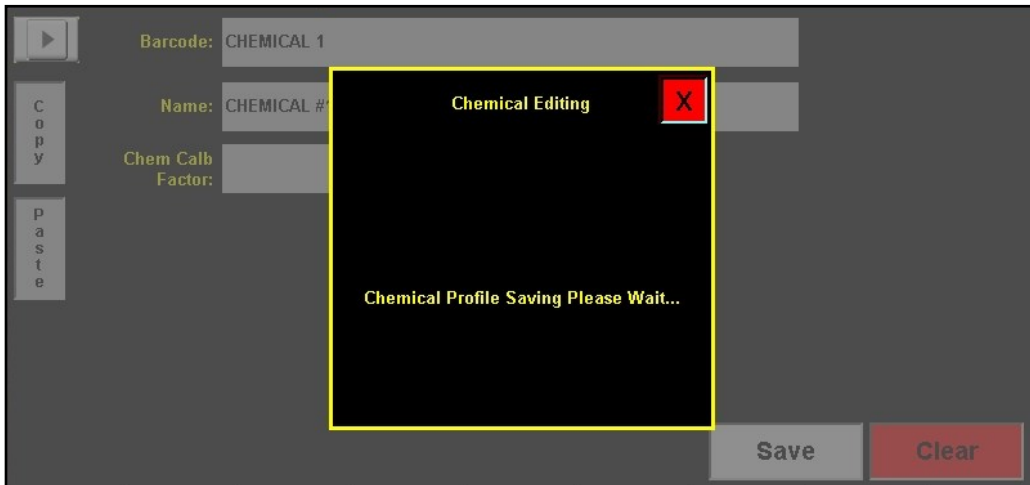 Barcode: CHEMICAL 1
Name: CHEMICAL #
Chem Calb
Factor:
Copy
Paste
Chemical Editing
X
Chemical Profile Saving Please Wait...
Save
Clear